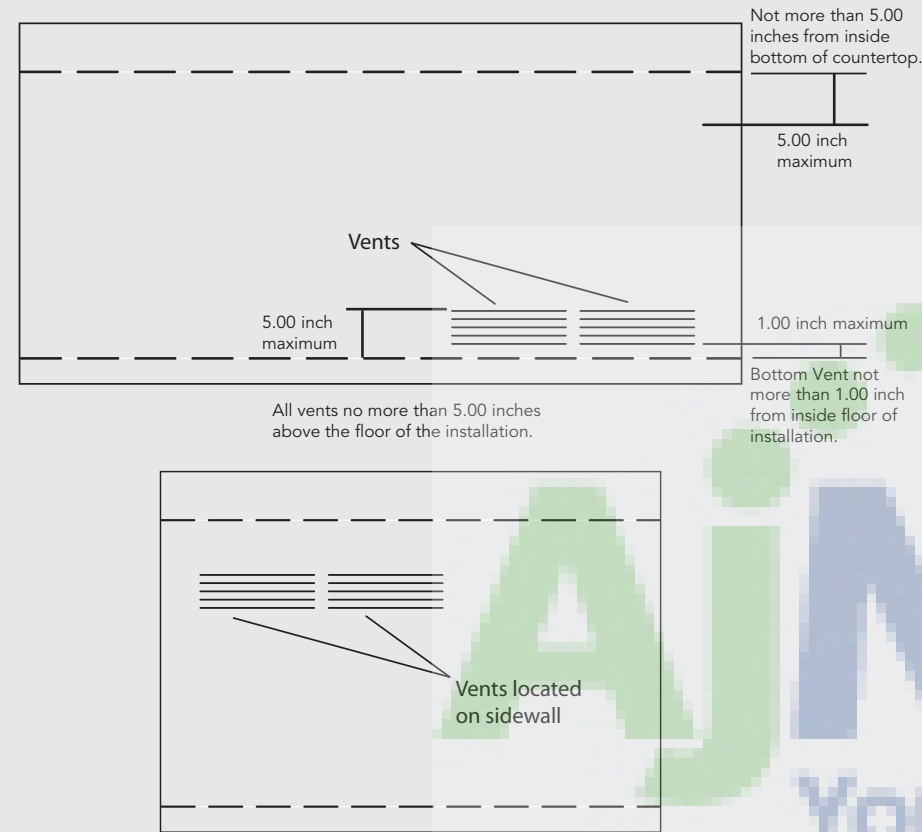 Not more than 5.00
inches from inside
bottom of countertop.
5.00 inch
maximum
Vents
5.00 inch
maximum
1.00 inch maximum
Bottom Vent not
more than 1.00 inch
from inside floor of
installation.
All vents no more than 5.00 inches
above the floor of the installation.
Vents located
on sidewall